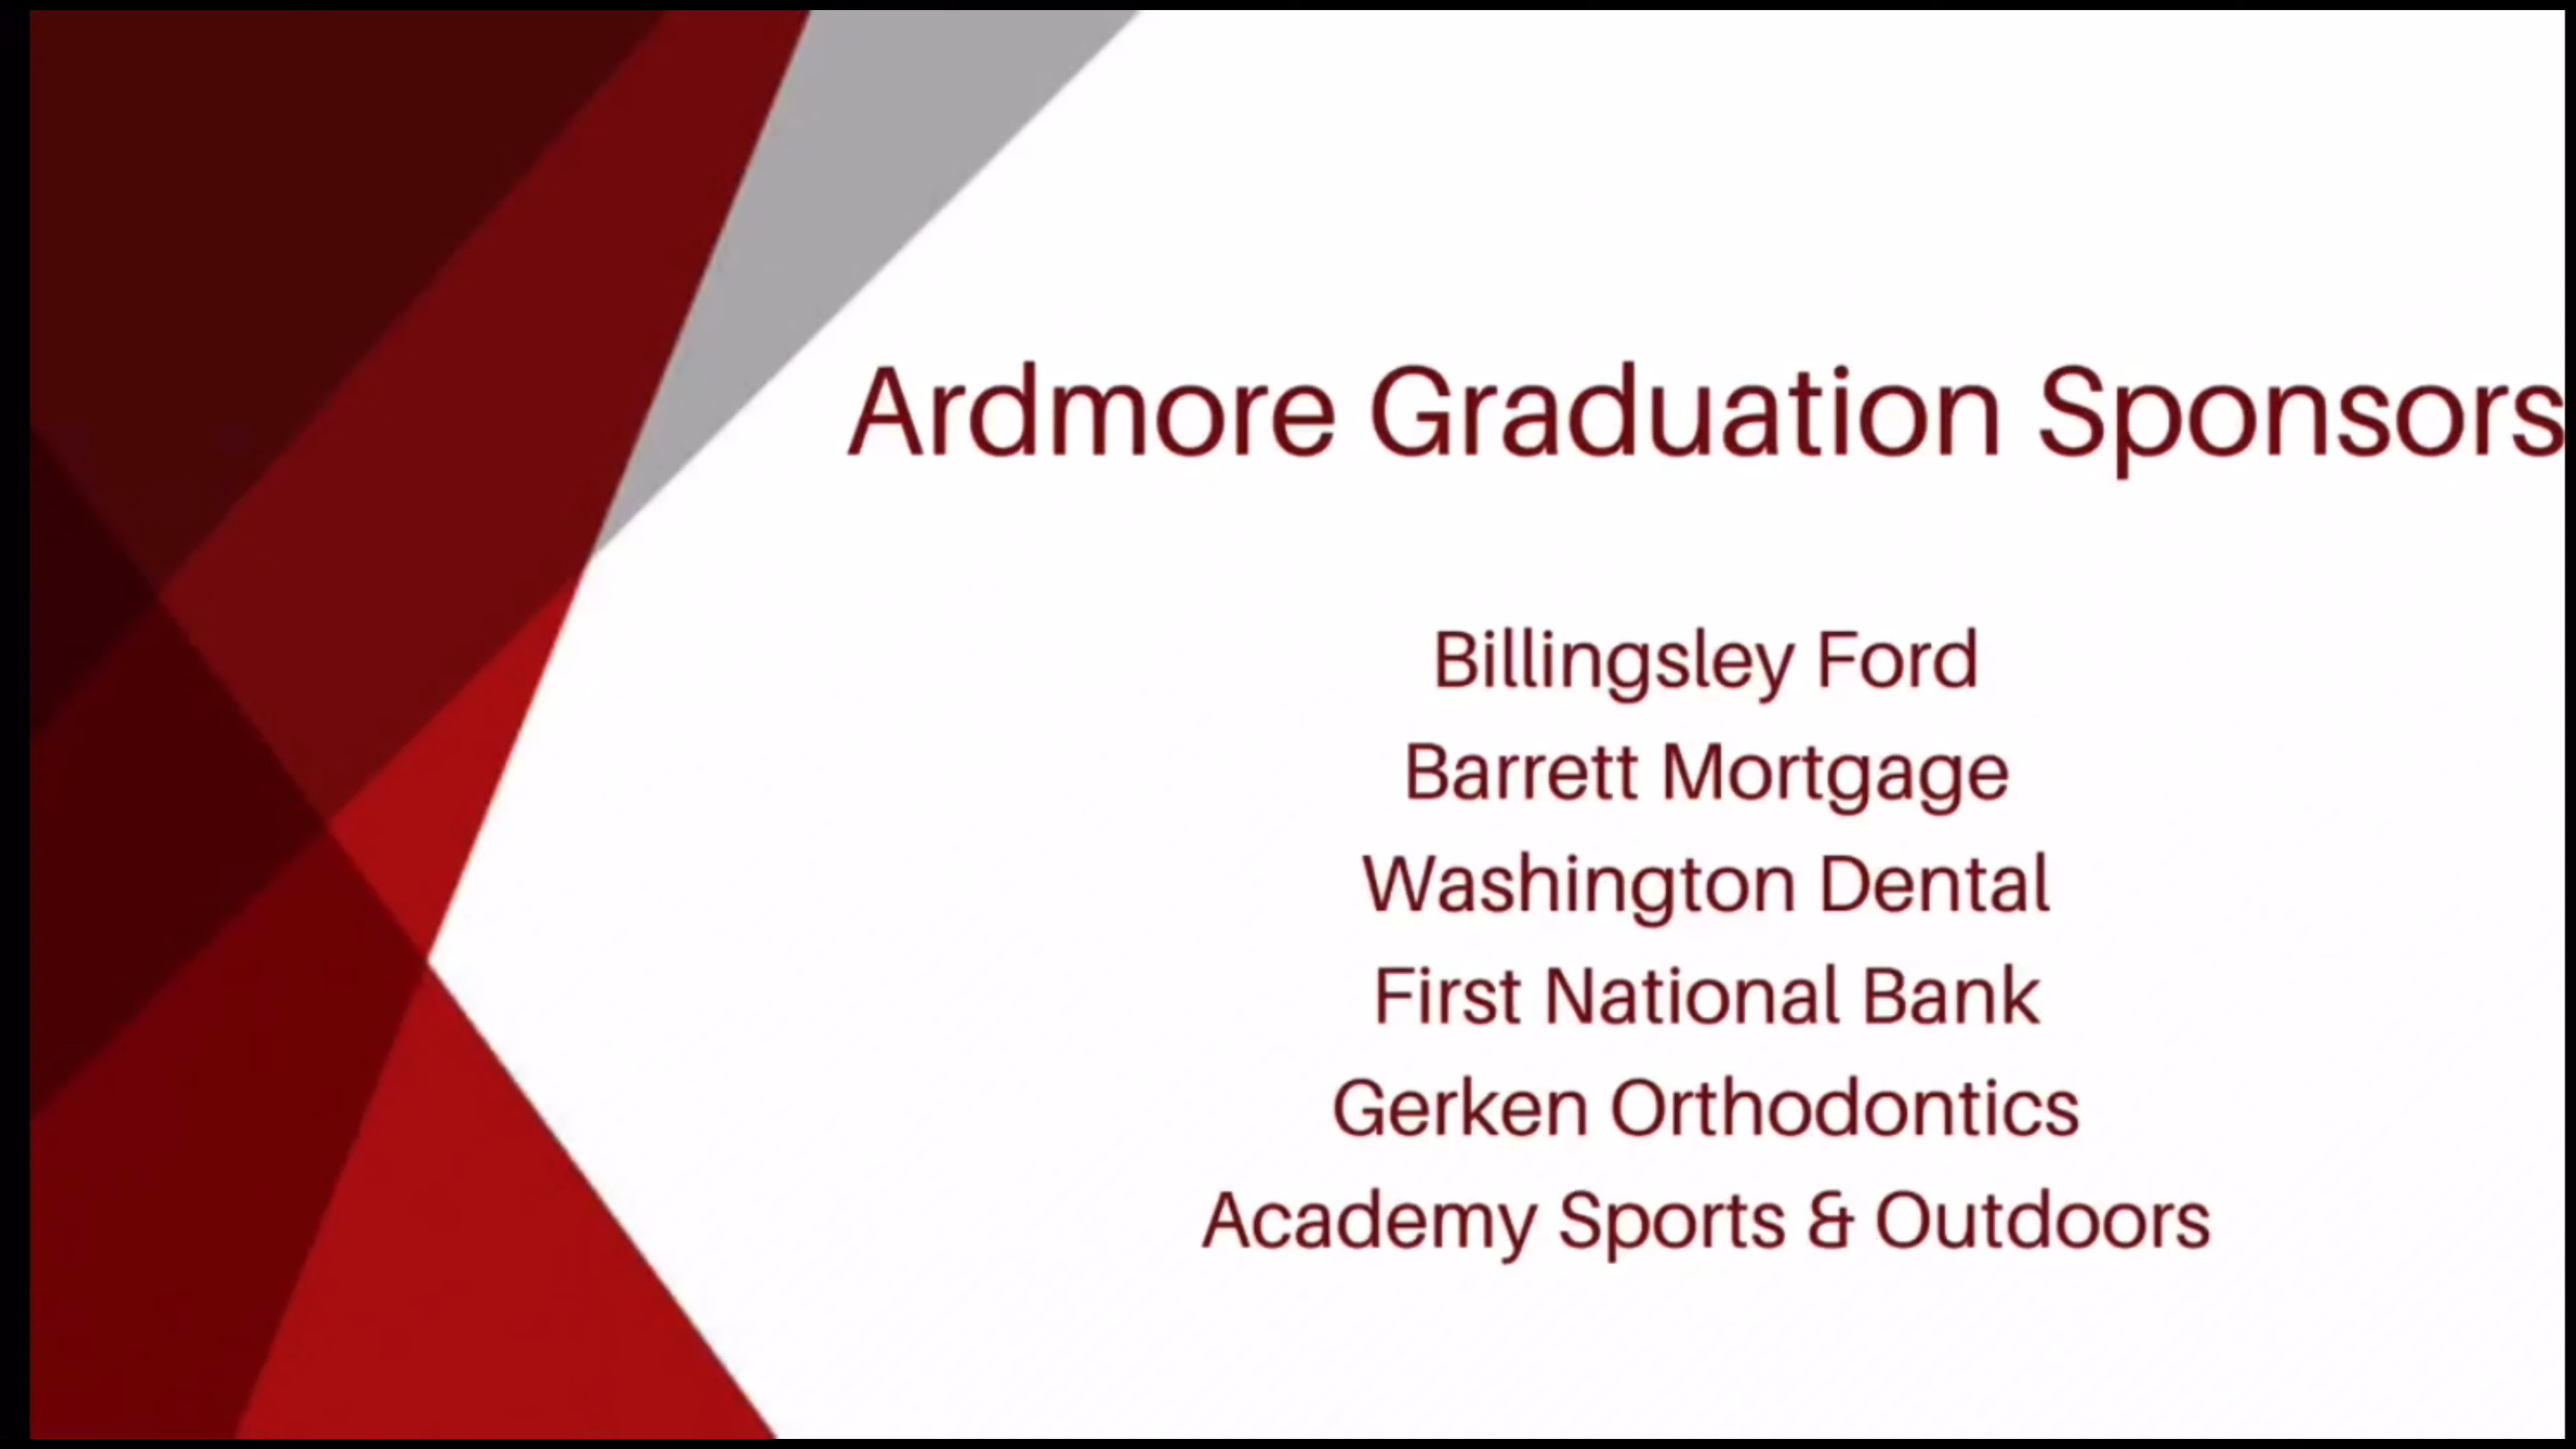 Ardmore Graduation Sponsors
Billingsley Ford
Barrett Mortgage
Washington Dental
First National Bank
Gerken Orthodontics
Academy Sports & Outdoors